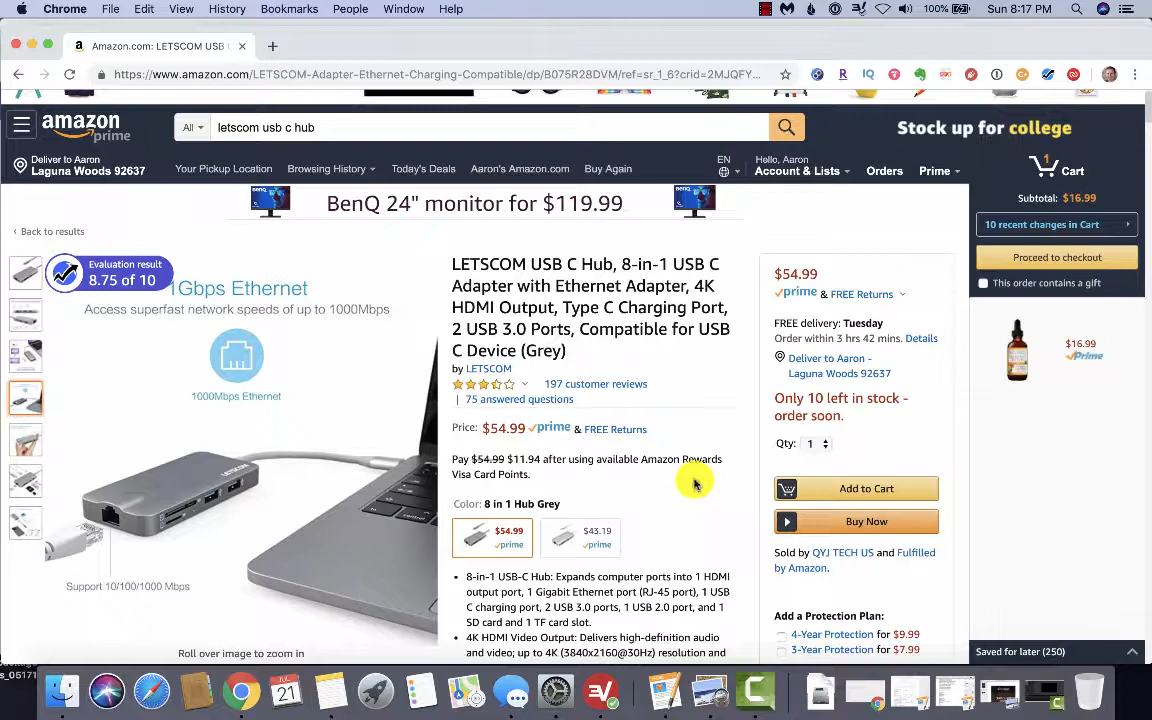 Chrome File Edit View History Bookmarks People Window Help
100% Sun 8:17 PM
Amazon.com: LETSCOM USB
https://www.amazon.com/LETSCOM-Adapter-Ethernet-Charging-Compatible/dp/B075R28DVM/ref=sr_1_6?crid=2MJQFY...
amazon prime
All letscom usb c hub
Stock up for college
Deliver to Aaron
Laguna Woods 92637
Your Pickup Location Browsing History Today's Deals Aaron's Amazon.com Buy Again
EN
Hello, Aaron
Account & Lists Orders Prime
1 Cart
Subtotal: $16.99
10 recent changes in Cart
Proceed to checkout
This order contains a gift
$16.99
prime
Saved for later (250)
BenQ 24" monitor for $119.99
‹ Back to results
Evaluation result
8.75 of 10
1Gbps Ethernet
Access superfast network speeds of up to 1000Mbps
1000Mbps Ethernet
LETSCOM
Support 10/100/1000 Mbps
Roll over image to zoom in
LETSCOM USB C Hub, 8-in-1 USB C
Adapter with Ethernet Adapter, 4K
HDMI Output, Type C Charging Port,
2 USB 3.0 Ports, Compatible for USB
C Device (Grey)
by LETSCOM
197 customer reviews
| 75 answered questions
Price: $54.99 prime & FREE Returns
Pay $54.99 $11.94 after using available Amazon Rewards
Visa Card Points.
Color: 8 in 1 Hub Grey
$54.99
prime
$43.19
prime
• 8-in-1 USB-C Hub: Expands computer ports into 1 HDMI
output port, 1 Gigabit Ethernet port (RJ-45 port), 1 USB
C charging port, 2 USB 3.0 ports, 1 USB 2.0 port, and 1
SD card and 1 TF card slot.
• 4K HDMI Video Output: Delivers high-definition audio
and video; up to 4K (3840x2160@30Hz) resolution and
$54.99
prime & FREE Returns
FREE delivery: Tuesday
Order within 3 hrs 42 mins. Details
Deliver to Aaron -
Laguna Woods 92637
Only 10 left in stock -
order soon.
Qty: 1
Add to Cart
Buy Now
Sold by QYJ TECH US and Fulfilled
by Amazon.
Add a Protection Plan:
4-Year Protection for $9.99
3-Year Protection for $7.99
s_05171
JUL
21